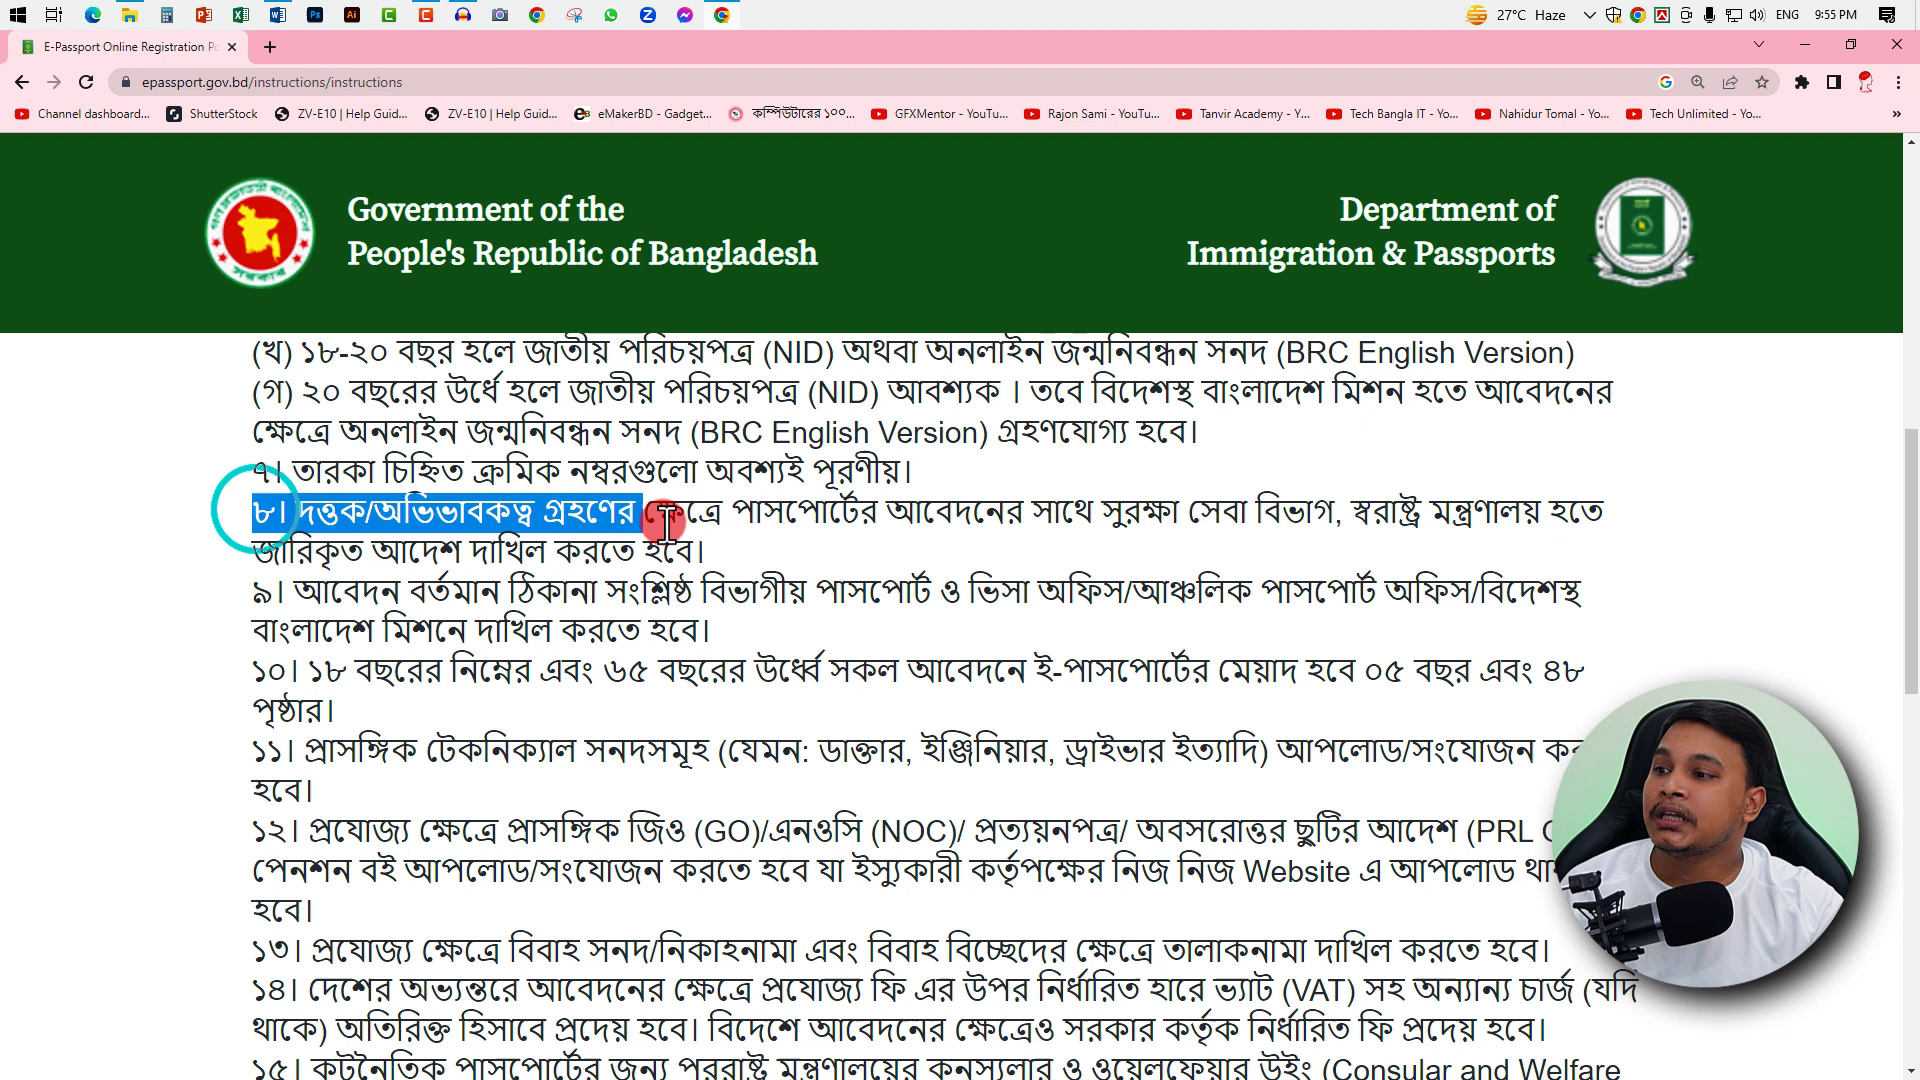 27°C Haze
ENG
9:55 PM
E-Passport Online Registration Po
epassport.gov.bd/instructions/instructions
Channel dashboard...
ShutterStock
ZV-E10 | Help Guid...
ZV-E10 | Help Guid...
eMakerBD - Gadget...
কম্পিউটারের ১০০...
GFXMentor - YouTu...
Rajon Sami - YouTu...
Tanvir Academy - Y...
Tech Bangla IT - Yo...
Nahidur Tomal - Yo...
Tech Unlimited - Yo...
Government of the
People's Republic of Bangladesh
Department of
Immigration & Passports
(খ) ১৮-২০ বছর হলে জাতীয় পরিচয়পত্র (NID) অথবা অনলাইন জন্মনিবন্ধন সনদ (BRC English Version)
(গ) ২০ বছরের উর্ধে হলে জাতীয় পরিচয়পত্র (NID) আবশ্যক । তবে বিদেশস্থ বাংলাদেশ মিশন হতে আবেদনের
ক্ষেত্রে অনলাইন জন্মনিবন্ধন সনদ (BRC English Version) গ্রহণযোগ্য হবে।
৭। তারকা চিহ্নিত ক্রমিক নম্বরগুলো অবশ্যই পূরণীয়।
৮। দত্তক/অভিভাবকত্ব গ্রহণের ক্ষেত্রে পাসপোর্টের আবেদনের সাথে সুরক্ষা সেবা বিভাগ, স্বরাষ্ট্র মন্ত্রণালয় হতে
জারিকৃত আদেশ দাখিল করতে হবে।
৯। আবেদন বর্তমান ঠিকানা সংশ্লিষ্ঠ বিভাগীয় পাসপোর্ট ও ভিসা অফিস/আঞ্চলিক পাসপোর্ট অফিস/বিদেশস্থ
বাংলাদেশ মিশনে দাখিল করতে হবে।
১০। ১৮ বছরের নিম্নের এবং ৬৫ বছরের উর্ধ্বে সকল আবেদনে ই-পাসপোর্টের মেয়াদ হবে ০৫ বছর এবং ৪৮
পৃষ্ঠার।
১১। প্রাসঙ্গিক টেকনিক্যাল সনদসমূহ (যেমন: ডাক্তার, ইঞ্জিনিয়ার, ড্রাইভার ইত্যাদি) আপলোড/সংযোজন
হবে।
১২। প্রযোজ্য ক্ষেত্রে প্রাসঙ্গিক জিও (GO)/এনওসি (NOC)/ প্রত্যয়নপত্র/ অবসরোত্তর ছুটির আদেশ (PRL
পেনশন বই আপলোড/সংযোজন করতে হবে যা ইস্যুকারী কর্তৃপক্ষের নিজ নিজ Website এ আপলোড
হবে।
১৩। প্রযোজ্য ক্ষেত্রে বিবাহ সনদ/নিকাহনামা এবং বিবাহ বিচ্ছেদের ক্ষেত্রে তালাকনামা দাখিল করতে হবে।
১৪। দেশের অভ্যন্তরে আবেদনের ক্ষেত্রে প্রযোজ্য ফি এর উপর নির্ধারিত হারে ভ্যাট (VAT) সহ অন্যান্য চার্জ (যদি
থাকে) অতিরিক্ত হিসাবে প্রদেয় হবে। বিদেশে আবেদনের ক্ষেত্রেও সরকার কর্তৃক নির্ধারিত ফি প্রদেয় হবে।
১৫। কূটনৈতিক পাসপোর্টের জন্য পররাষ্ট্র মন্ত্রণালয়ের কনস্যুলার ও ওয়েলফেয়ার উইং (Consular and Welfare